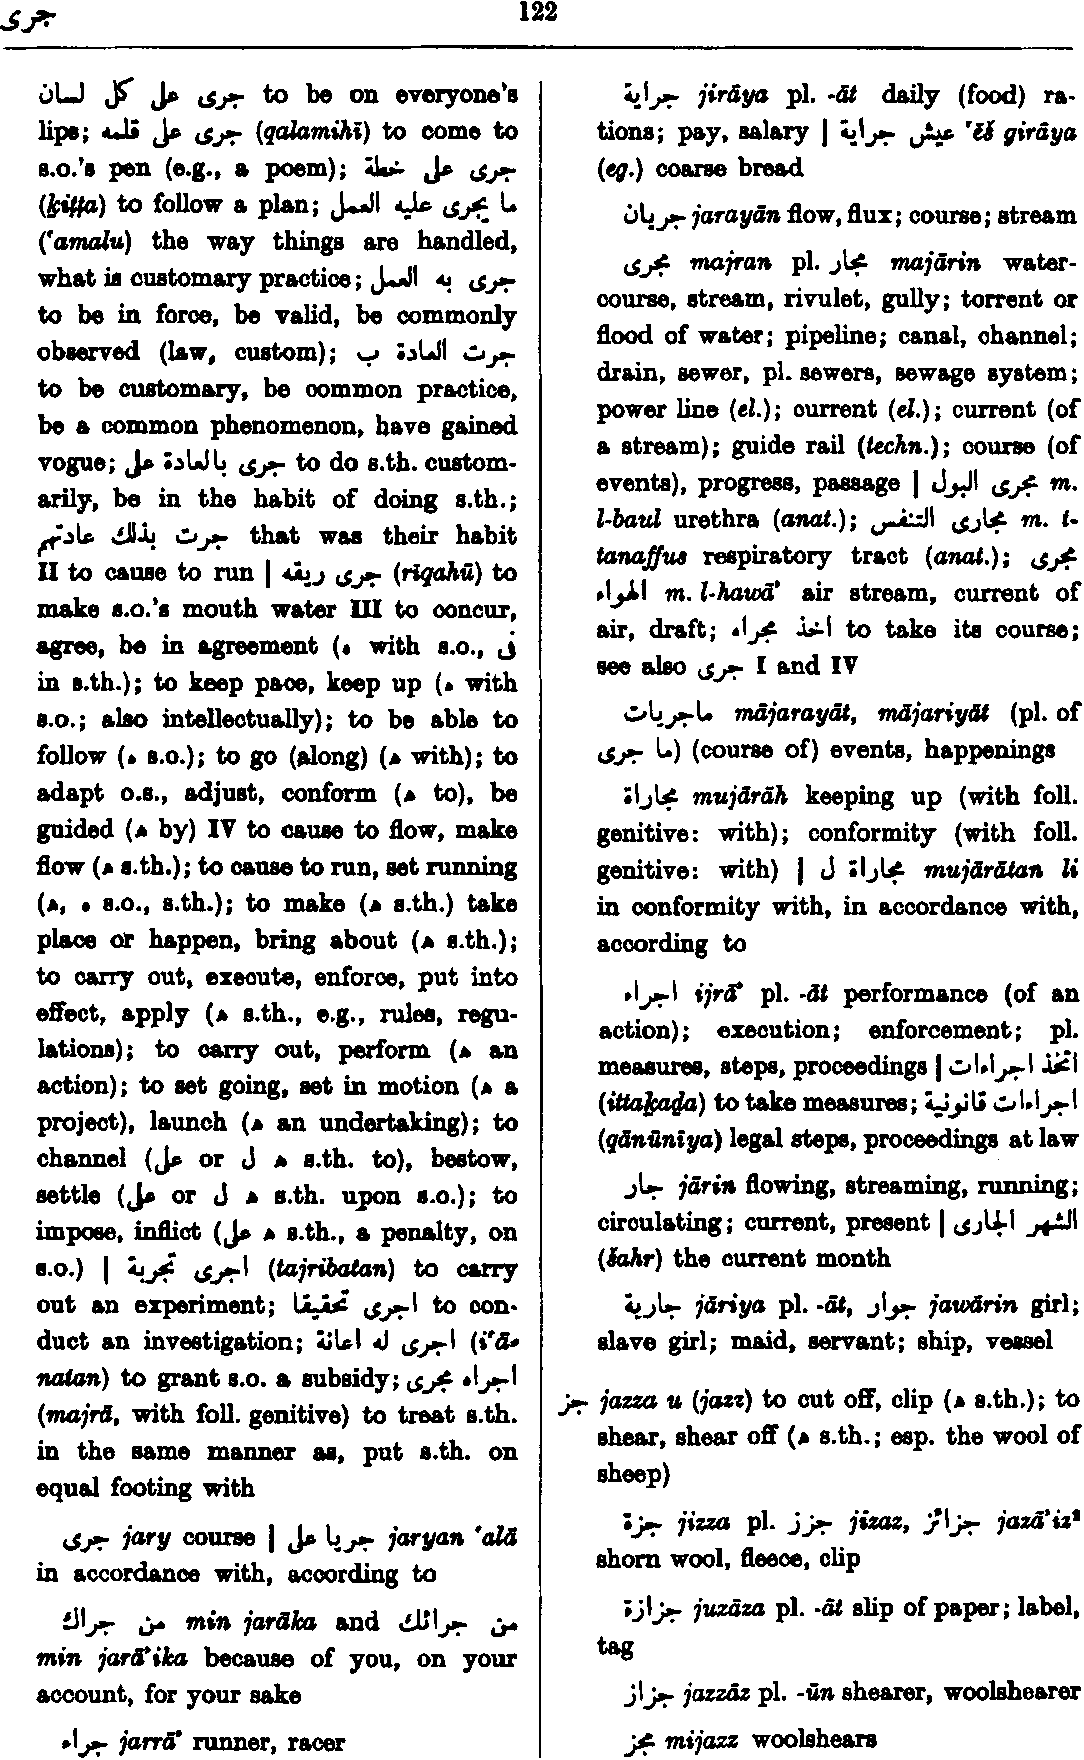 جرى
122
جرى على كل لسان to be on everyone's
lips; جرى على قلمه (qalamihī) to come to
s.o.'s pen (e.g., a poem); جرى على خطة
(ḵiṭṭa) to follow a plan; ما يجرى عليه العمل
('amalu) the way things are handled,
what is customary practice; جرى به العمل
to be in force, be valid, be commonly
observed (law, custom); جرت العادة ب
to be customary, be common practice,
be a common phenomenon, have gained
vogue; جرى بالعادة على to do s.th. custom-
arily, be in the habit of doing s.th.;
جرت بذلك عادتهم that was their habit
II to cause to run | جرى ريقه (rīqahū) to
make s.o.'s mouth water III to concur,
agree, be in agreement (ه with s.o., فى
in s.th.); to keep pace, keep up (ه with
s.o.; also intellectually); to be able to
follow (ه s.o.); to go (along) (ه with); to
adapt o.s., adjust, conform (ه to), be
guided (ه by) IV to cause to flow, make
flow (ه s.th.); to cause to run, set running
(ه, ه s.o., s.th.); to make (ه s.th.) take
place or happen, bring about (ه s.th.);
to carry out, execute, enforce, put into
effect, apply (ه s.th., e.g., rules, regu-
lations); to carry out, perform (ه an
action); to set going, set in motion (ه a
project), launch (ه an undertaking); to
channel (على or ل ه s.th. to), bestow,
settle (على or ل ه s.th. upon s.o.); to
impose, inflict (على ه s.th., a penalty, on
s.o.) | اجرى تجربة (tajribatan) to carry
out an experiment; اجرى تحقيقا to con-
duct an investigation; اجرى له اعانة (i'ā-
natan) to grant s.o. a subsidy; اجراه مجرى
(majrā, with foll. genitive) to treat s.th.
in the same manner as, put s.th. on
equal footing with
جرى jary course | جريا على jaryan 'alā
in accordance with, according to
من جراك min jarāka and من جرائك
min jarā'ika because of you, on your
account, for your sake
جراء jarrā' runner, racer
جراية jirāya pl. -āt daily (food) ra-
tions; pay, salary | عيش جراية 'ēš girāya
(eg.) coarse bread
جريان jarayān flow, flux; course; stream
مجرى majran pl. مجار majārin water-
course, stream, rivulet, gully; torrent or
flood of water; pipeline; canal, channel;
drain, sewer, pl. sewers, sewage system;
power line (el.); current (el.); current (of
a stream); guide rail (techn.); course (of
events), progress, passage | مجرى البول m.
l-baul urethra (anat.); مجارى التنفس m. t-
tanaffus respiratory tract (anat.); مجرى
الهواء m. l-hawā' air stream, current of
air, draft; اخذ مجراه to take its course;
see also جرى I and IV
ماجريات mājarayāt, mājariyāt (pl. of
ما جرى) (course of) events, happenings
مجاراة mujārāh keeping up (with foll.
genitive: with); conformity (with foll.
genitive: with) | مجاراة ل mujārātan li
in conformity with, in accordance with,
according to
اجراء ijrā' pl. -āt performance (of an
action); execution; enforcement; pl.
measures, steps, proceedings | اتخذ اجراءات
(ittaḵaḏa) to take measures; اجراءات قانونية
(qānūnīya) legal steps, proceedings at law
جار jārin flowing, streaming, running;
circulating; current, present | الشهر الجارى
(šahr) the current month
جارية jāriya pl. -āt, جوار jawārin girl;
slave girl; maid, servant; ship, vessel
جز jazza u (jazz) to cut off, clip (ه s.th.); to
shear, shear off (ه s.th.; esp. the wool of
sheep)
جزة jizza pl. جزز jizaz, جزائز jazā'iz²
shorn wool, fleece, clip
جزازة juzāza pl. -āt slip of paper; label,
tag
جزاز jazzāz pl. -ūn shearer, woolshearer
مجز mijazz woolshears